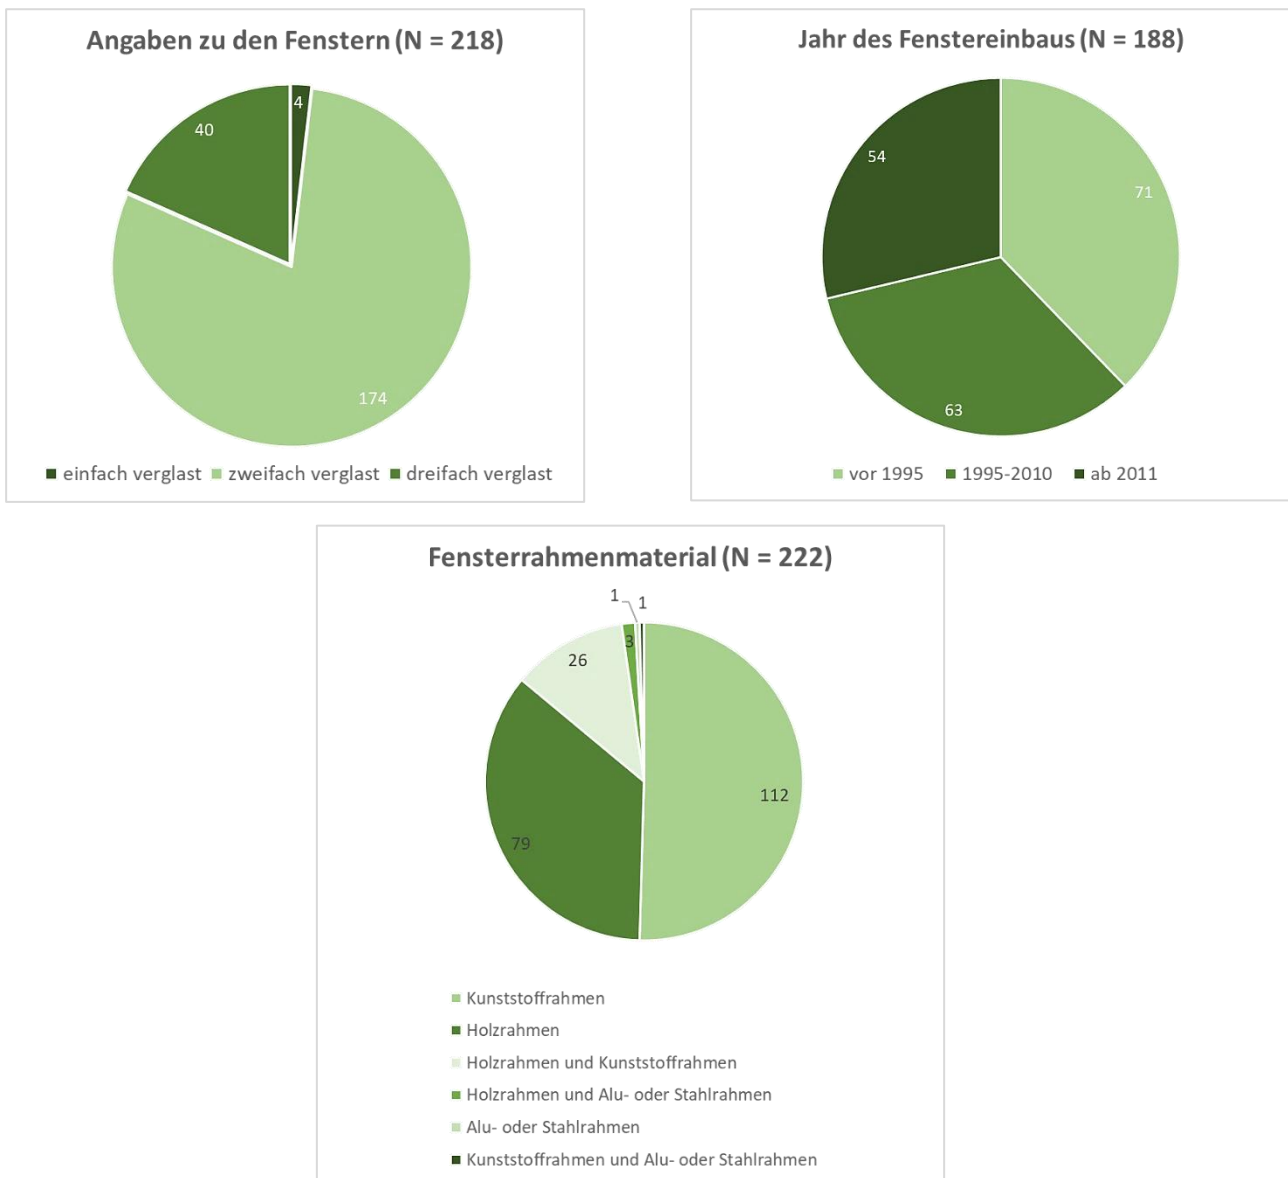 Angaben zu den Fenstern (N = 218)
4
40
174
einfach verglast zweifach verglast dreifach verglast
Jahr des Fenstereinbaus (N = 188)
54
71
63
vor 1995 1995-2010 ab 2011
Fensterrahmenmaterial (N = 222)
1 1
3
26
112
79
Kunststoffrahmen
Holzrahmen
Holzrahmen und Kunststoffrahmen
Holzrahmen und Alu- oder Stahlrahmen
Alu- oder Stahlrahmen
Kunststoffrahmen und Alu- oder Stahlrahmen